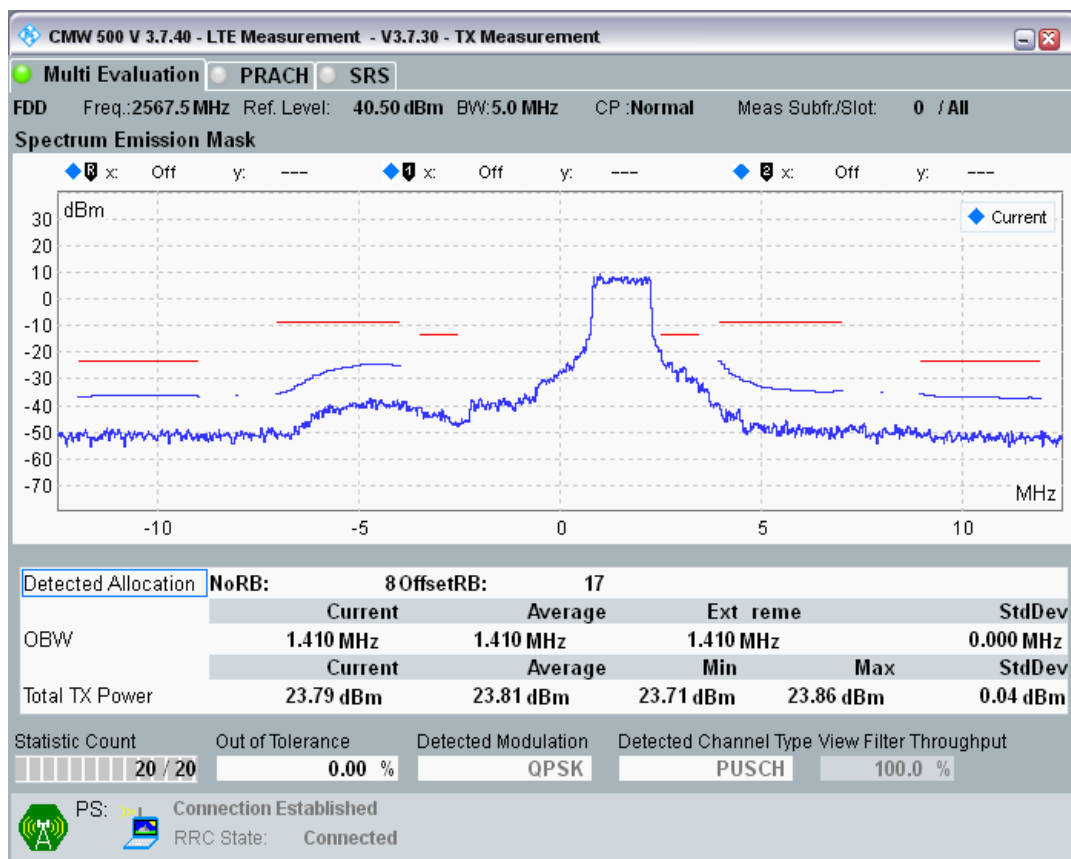 CMW 500 V 3.7.40 - LTE Measurement - V3.7.30 - TX Measurement
Multi Evaluation PRACH SRS
FDD Freg.:2567.5 MHz Ref. Level: 40.50 dBm BW:5.0 MHz CP :Normal Meas Subfr./Slot: 0 / All
Spectrum Emission Mask
R x: Off y: --- 1 x: Off y: --- 2 x: Off y: ---
dBm
Current
30
20
10
0
-10
-20
-30
-40
-50
-60
-70
MHz
-10 -5 0 5 10
Detected Allocation NoRB: 8 OffsetRB: 17
Current Average Ext reme StdDev
OBW 1.410 MHz 1.410 MHz 1.410 MHz 0.000 MHz
Current Average Min Max StdDev
Total TX Power 23.79 dBm 23.81 dBm 23.71 dBm 23.86 dBm 0.04 dBm
Statistic Count Out of Tolerance Detected Modulation Detected Channel Type View Filter Throughput
20 / 20 0.00 % QPSK PUSCH 100.0 %
PS: Connection Established
RRC State: Connected